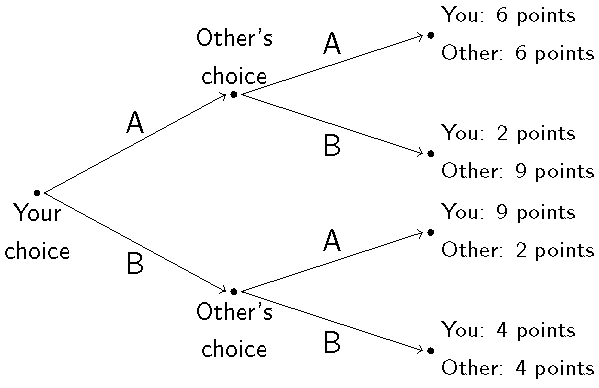 You: 6 points
Other: 6 points
Other's
choice
A
B
You: 2 points
Other: 9 points
A
Your
choice
B
You: 9 points
Other: 2 points
A
Other's
choice
B
You: 4 points
Other: 4 points